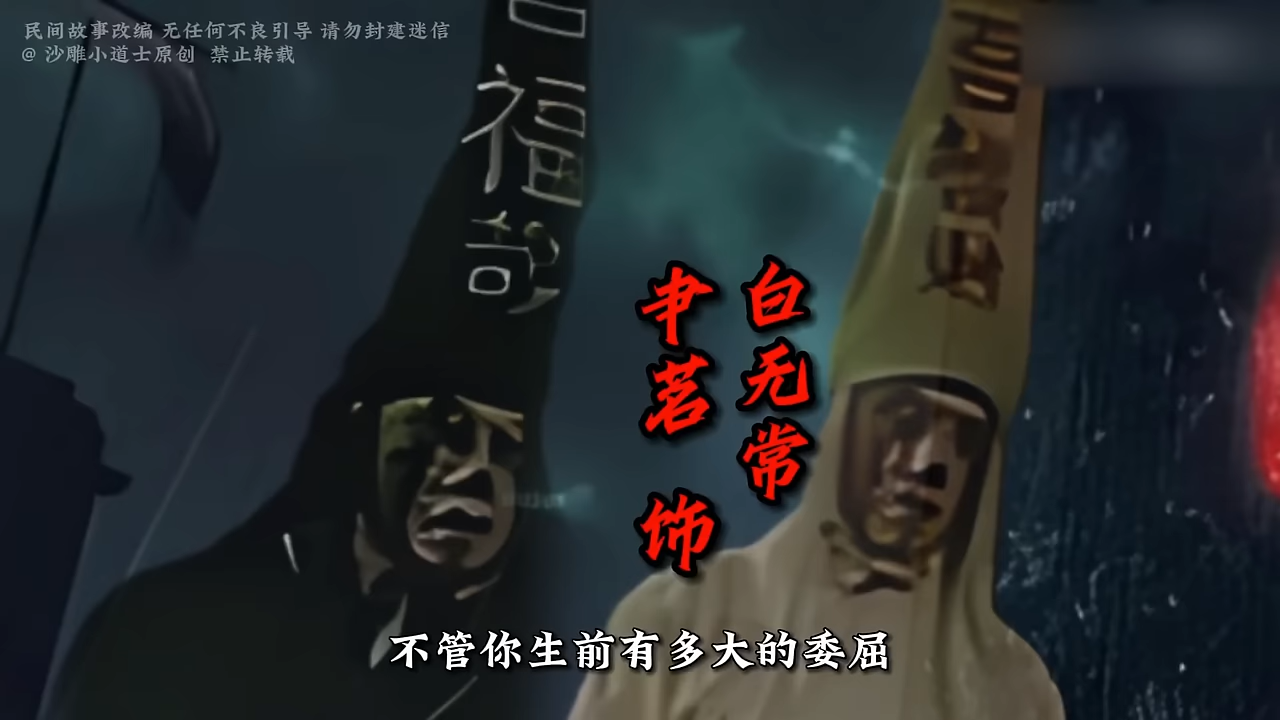 民间故事改编 无任何不良引导 请勿封建迷信
@ 沙雕小道士原创 禁止转载
福
白无常
尹茗 饰
不管你生前有多大的委屈